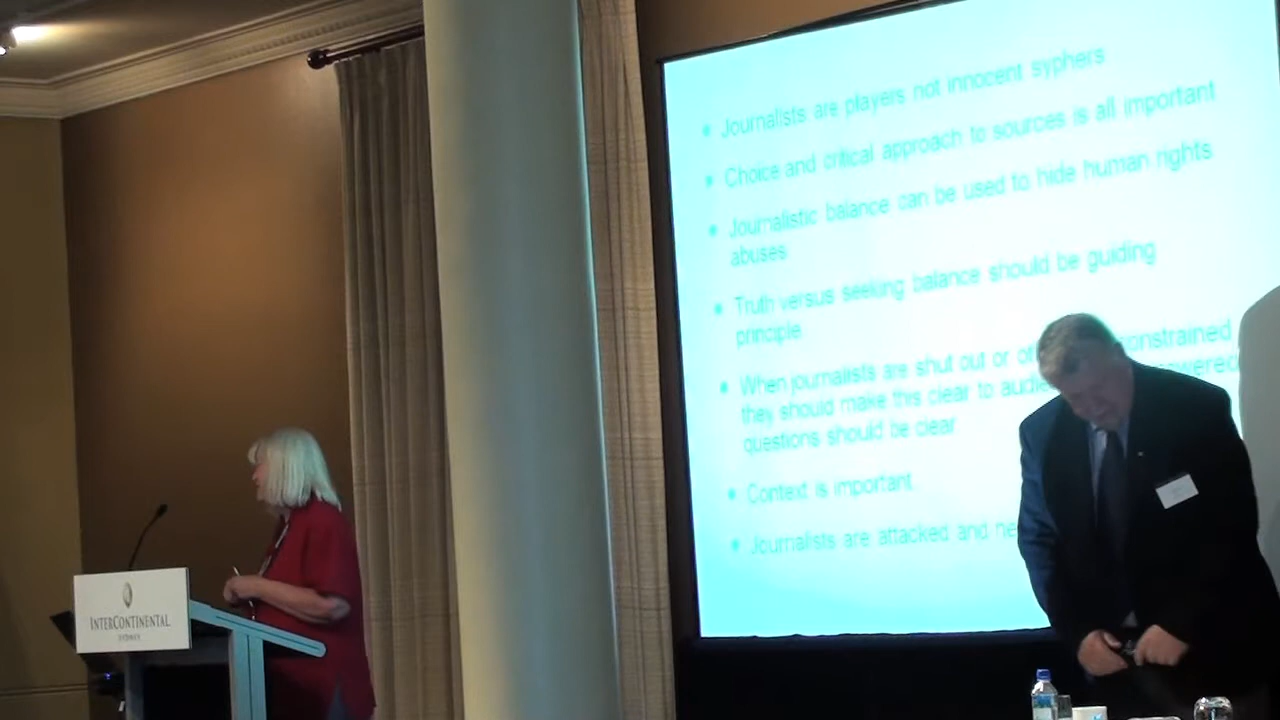 Journalists are players not innocent syphers
Choice and critical approach to sources is all important
Journalistic balance can be used to hide human rights
abuses
Truth versus seeking balance should be guiding
principle
When journalists are shut out or constrained
they should make this clear to
questions should be clear
Context is important
Journalists are attacked and
INTERCONTINENTAL
SYDNEY